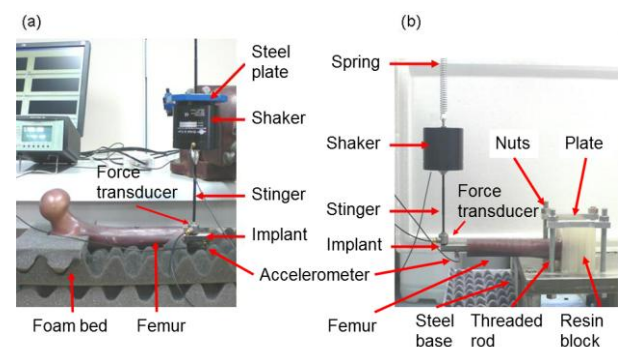 (a)
Steel
plate
Shaker
Force
transducer
Stinger
Implant
Accelerometer
Foam bed
Femur
(b)
Spring
Shaker
Nuts
Plate
Stinger
Force
transducer
Implant
Femur
Steel
base
Threaded
rod
Resin
block